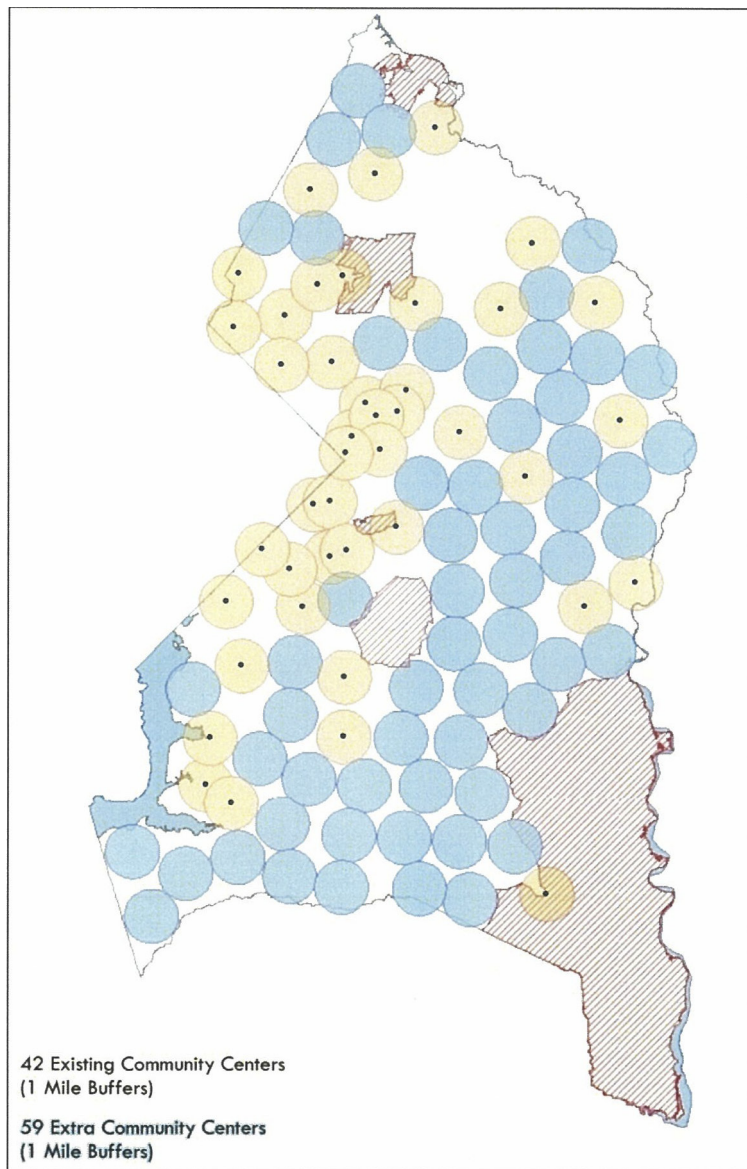 42 Existing Community Centers
(1 Mile Buffers)
59 Extra Community Centers
(1 Mile Buffers)